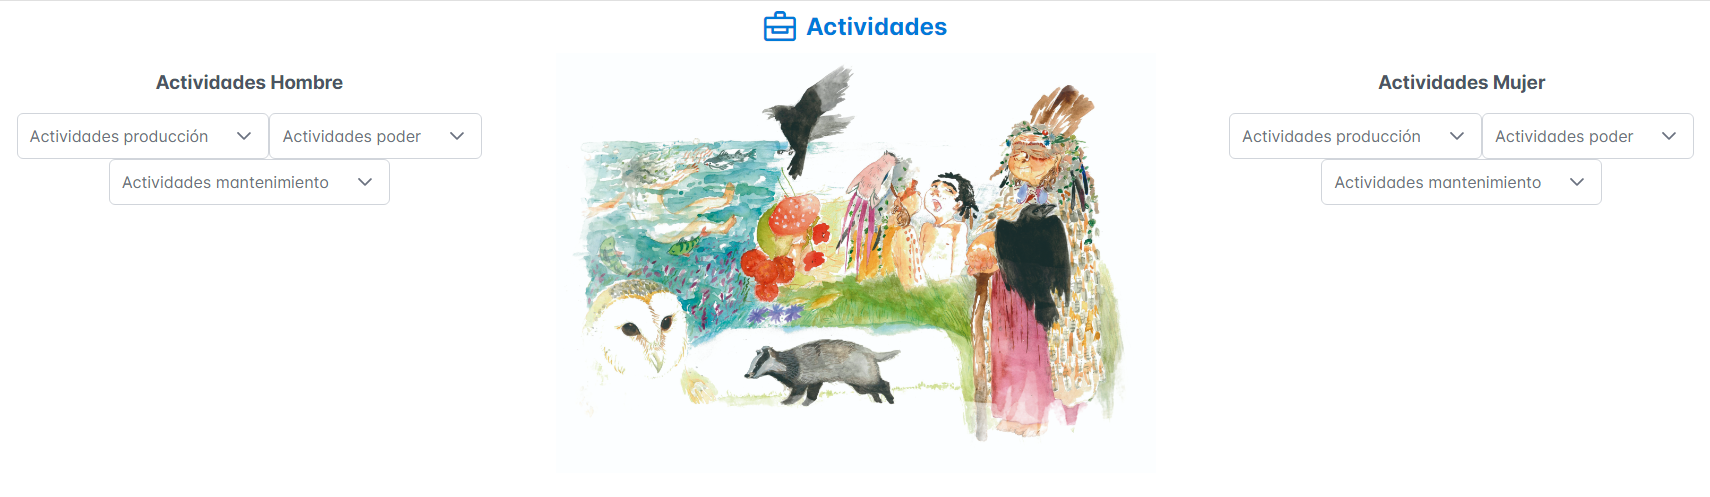 Actividades
Actividades Hombre
Actividades producción
Actividades poder
Actividades mantenimiento
Actividades Mujer
Actividades producción
Actividades poder
Actividades mantenimiento